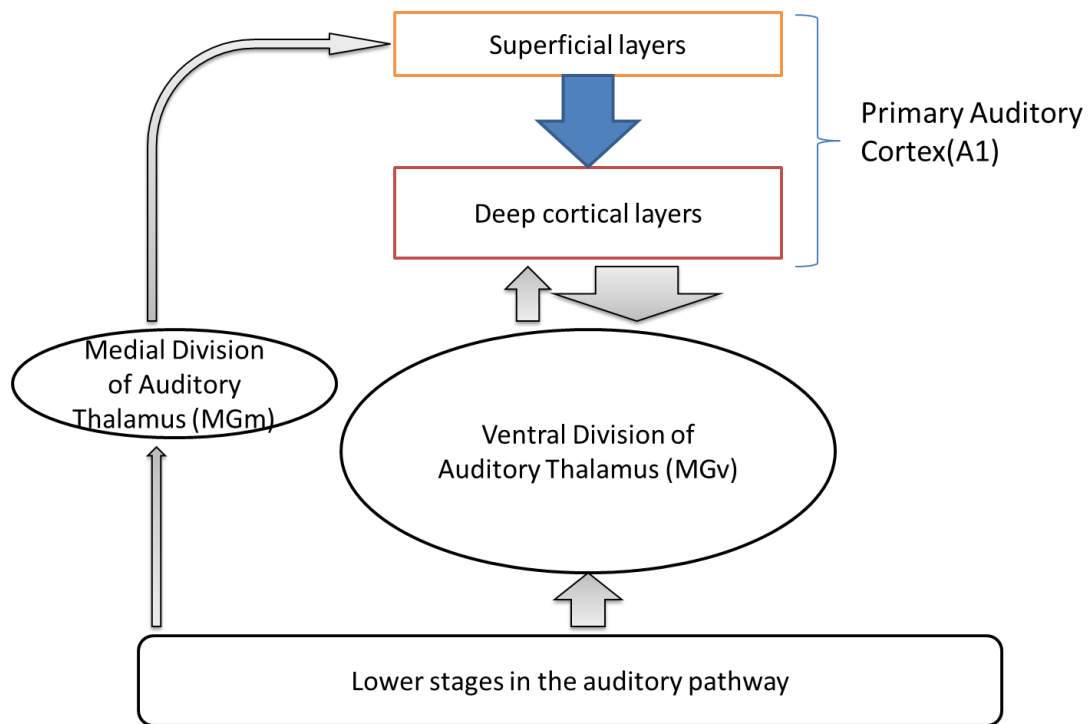 Superficial layers
Primary Auditory
Cortex(A1)
Deep cortical layers
Medial Division
of Auditory
Thalamus (MGm)
Ventral Division of
Auditory Thalamus (MGv)
Lower stages in the auditory pathway